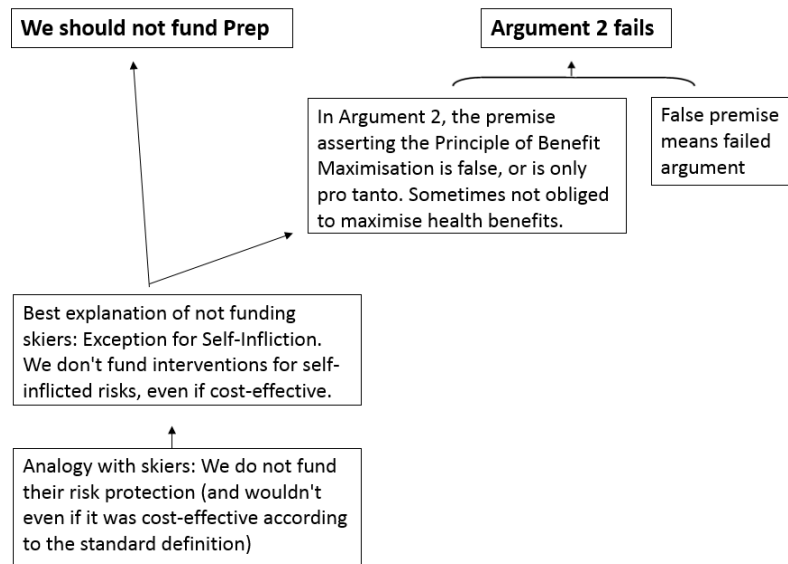 We should not fund Prep
Argument 2 fails
In Argument 2, the premise
asserting the Principle of Benefit
Maximisation is false, or is only
pro tanto. Sometimes not obliged
to maximise health benefits.
False premise
means failed
argument
Best explanation of not funding
skiers: Exception for Self-Infliction.
We don't fund interventions for self-
inflicted risks, even if cost-effective.
Analogy with skiers: We do not fund
their risk protection (and wouldn't
even if it was cost-effective according
to the standard definition)